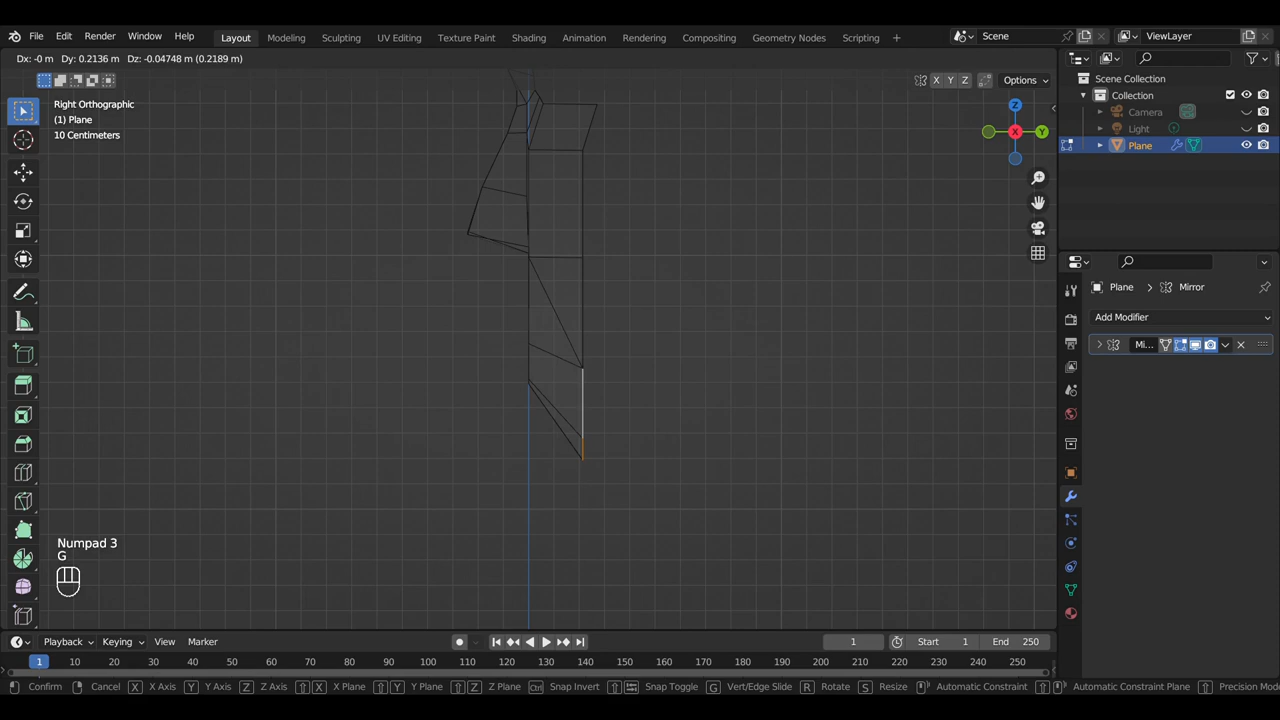 File Edit Render Window Help Layout Modeling Sculpting UV Editing Texture Paint Shading Animation Rendering Compositing Geometry Nodes Scripting + Scene ViewLayer
Dx: -0 m Dy: 0.2136 m Dz: -0.04748 m (0.2189 m)
X Y Z Options
Right Orthographic
(1) Plane
10 Centimeters
Z
X
Y
Scene Collection
Collection
Camera
Light
Plane
Plane > Mirror
Add Modifier
Mi...
Numpad 3
G
Playback Keying View Marker 1 Start 1 End 250
1 10 20 30 40 50 60 70 80 90 100 110 120 130 140 150 160 170 180 190 200 210 220 230 240 250
Confirm Cancel X X Axis Y Y Axis Z Z Axis X X Plane Y Y Plane Z Z Plane Ctrl Snap Invert Snap Toggle G Vert/Edge Slide R Rotate S Resize Automatic Constraint Automatic Constraint Plane Precision Mod